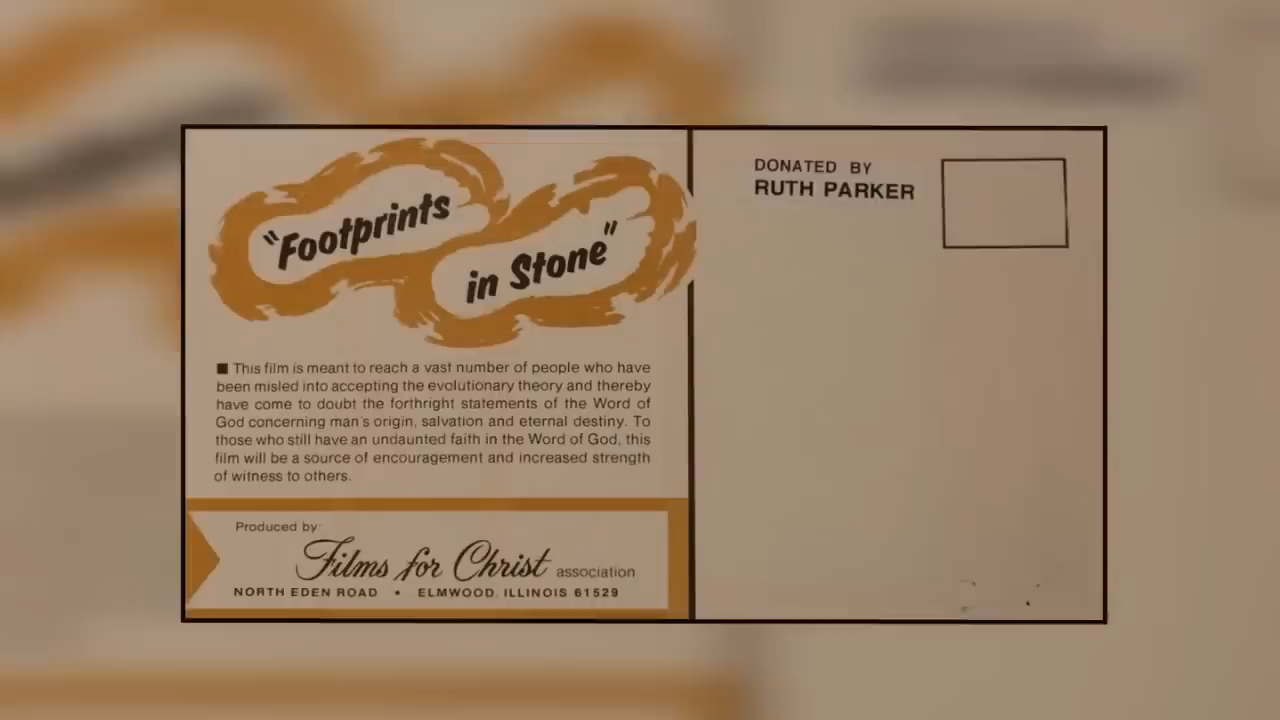 "Footprints
in Stone"
■ This film is meant to reach a vast number of people who have
been misled into accepting the evolutionary theory and thereby
have come to doubt the forthright statements of the Word of
God concerning man's origin, salvation and eternal destiny. To
those who still have an undaunted faith in the Word of God, this
film will be a source of encouragement and increased strength
of witness to others.
Produced by:
Films for Christ association
NORTH EDEN ROAD • ELMWOOD, ILLINOIS 61529
DONATED BY
RUTH PARKER